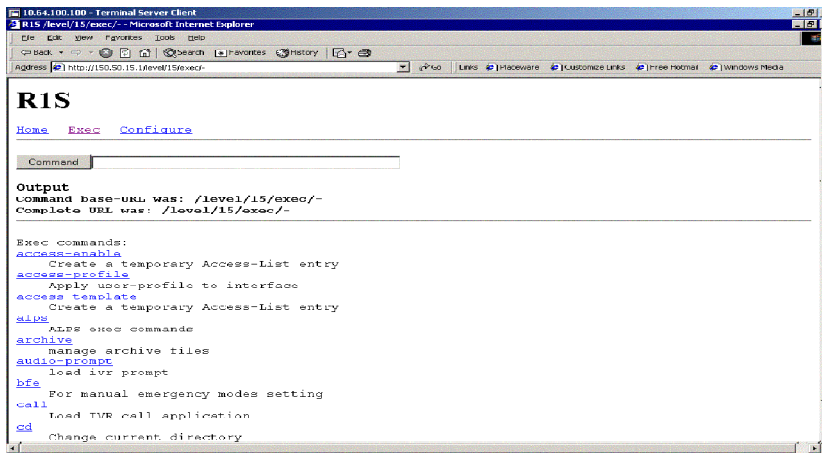 10.64.100.100 - Terminal Server Client
R1S /level/15/exec/- - Microsoft Internet Explorer
File Edit View Favorites Tools Help
Back Search Favorites History
Address http://150.50.15.1/level/15/exec/- Go Links Placeware Customize Links Free Hotmail Windows Media
R1S
Home Exec Configure
Command
Output
Command base-URL was: /level/15/exec/-
Complete URL was: /level/15/exec/-
Exec commands:
access-enable
Create a temporary Access-List entry
access-profile
Apply user-profile to interface
access-template
Create a temporary Access-List entry
alps
ALPS exec commands
archive
manage archive files
audio-prompt
load ivr prompt
bfe
For manual emergency modes setting
call
Load IVR call application
cd
Change current directory